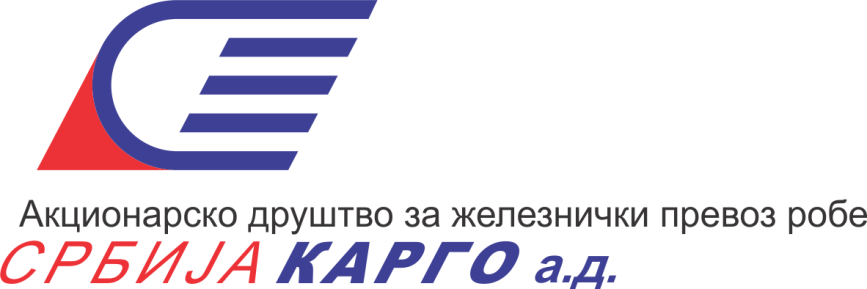 Акционарско друштво за железнички превоз робе
СРБИЈА КАРГО а.д.